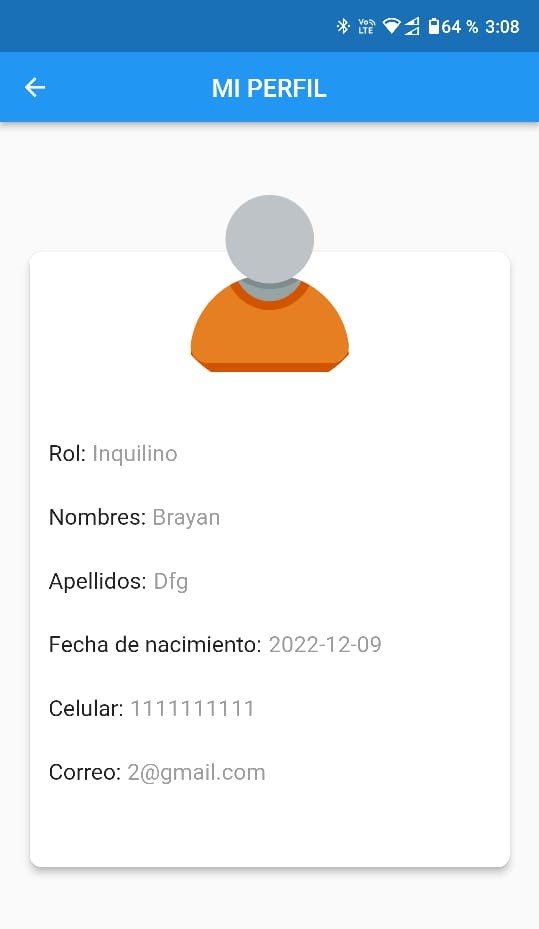 Vo LTE 64 % 3:08
MI PERFIL
Rol: Inquilino
Nombres: Brayan
Apellidos: Dfg
Fecha de nacimiento: 2022-12-09
Celular: 1111111111
Correo: 2@gmail.com